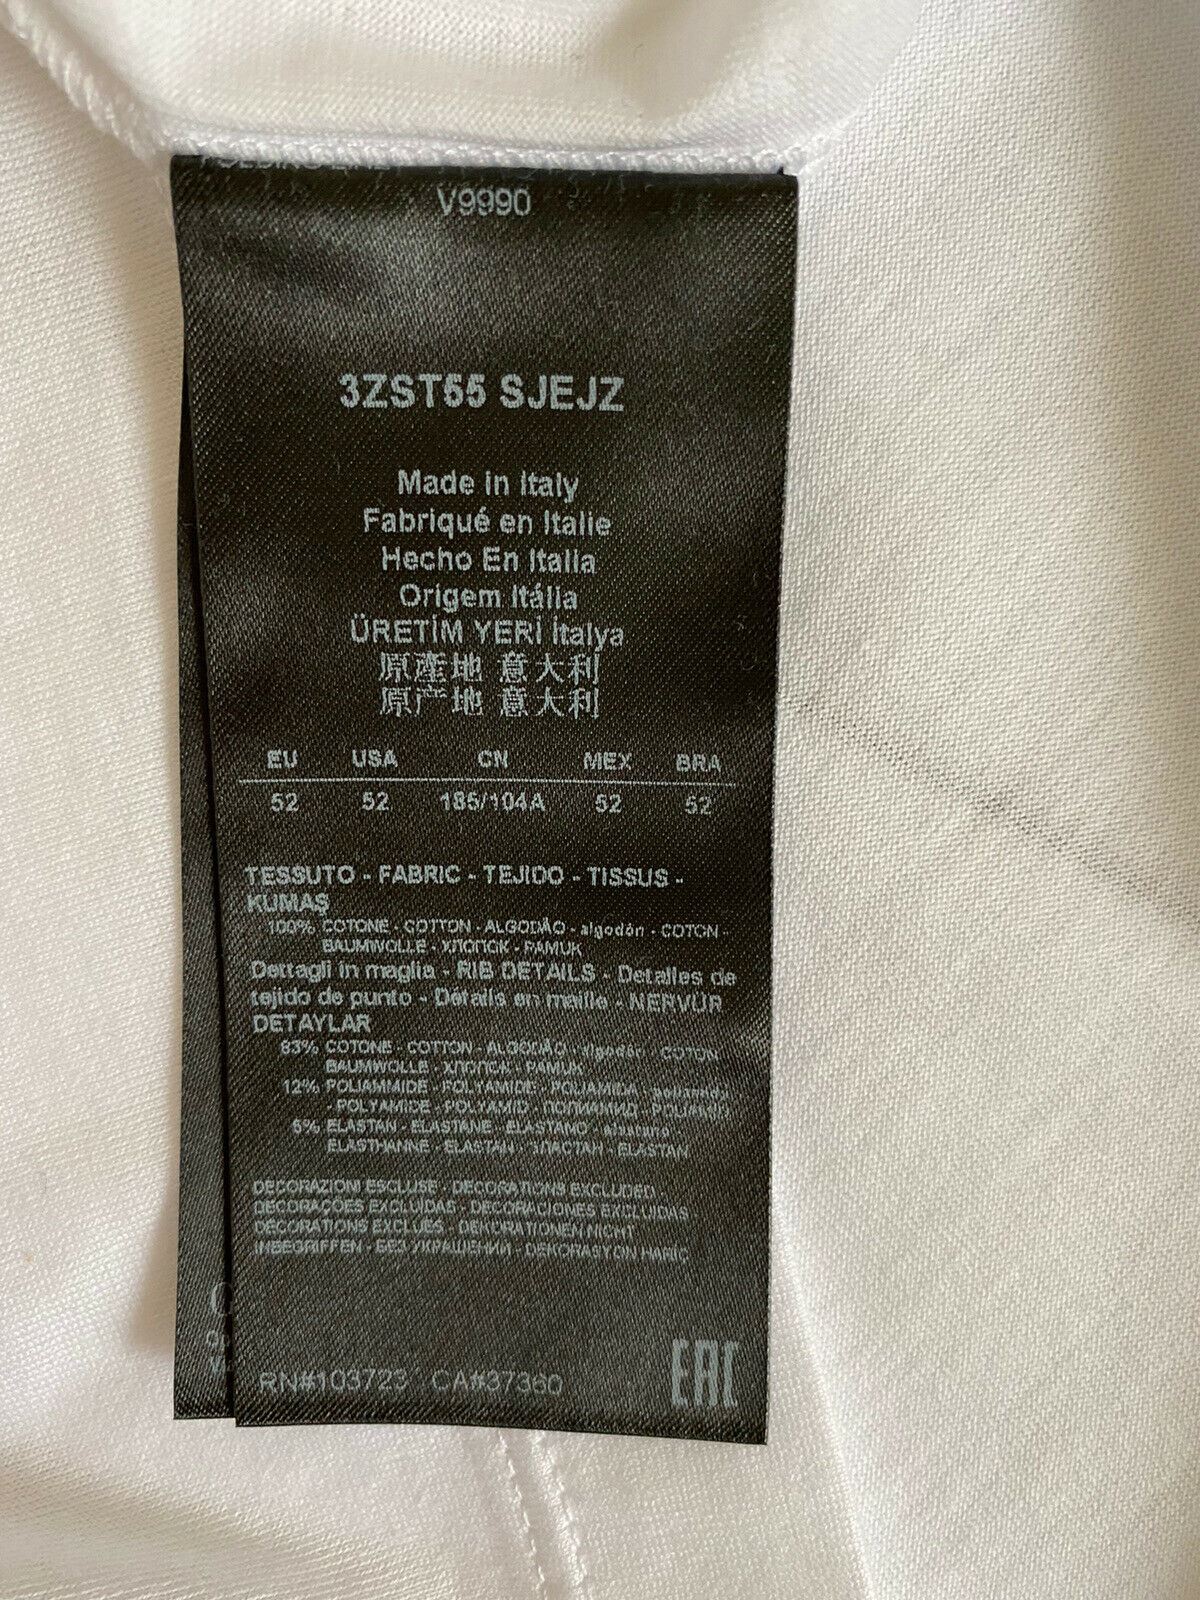 V9990
3ZST55 SJEJZ
Made in Italy
Fabriqué en Italie
Hecho En Italia
Origem Itália
ÜRETİM YERİ İtalya
原產地 意大利
原产地 意大利
EU USA CN MEX BRA
52 52 185/104A 52 52
TESSUTO - FABRIC - TEJIDO - TISSUS -
KUMAŞ
100% COTONE - COTTON - ALGODÃO - algodón - COTON -
BAUMWOLLE - ХЛОПОК - PAMUK
Dettagli in maglia - RIB DETAILS - Detalles de
tejido de punto - Détails en maille - NERVÜR
DETAYLAR
83% COTONE - COTTON - ALGODÃO - algodón - COTON
BAUMWOLLE - ХЛОПОК - PAMUK
12% POLIAMMIDE - POLYAMIDE - POLIAMIDA - poliamida
- POLYAMIDE - POLYAMID - ПОЛИАМИД - POLIAMID
5% ELASTAN - ELASTANE - ELASTANO - elastano
ELASTHANNE - ELASTAN - ЭЛАСТАН - ELASTAN
DECORAZIONI ESCLUSE - DECORATIONS EXCLUDED
DECORAÇÕES EXCLUÍDAS - DECORACIONES EXCLUIDAS
DÉCORATIONS EXCLUES - DEKORATIONEN NICHT
INBEGRIFFEN - БЕЗ УКРАШЕНИЙ - DEKORASYON HARİÇ
RN#103723 CA#37360
EAC